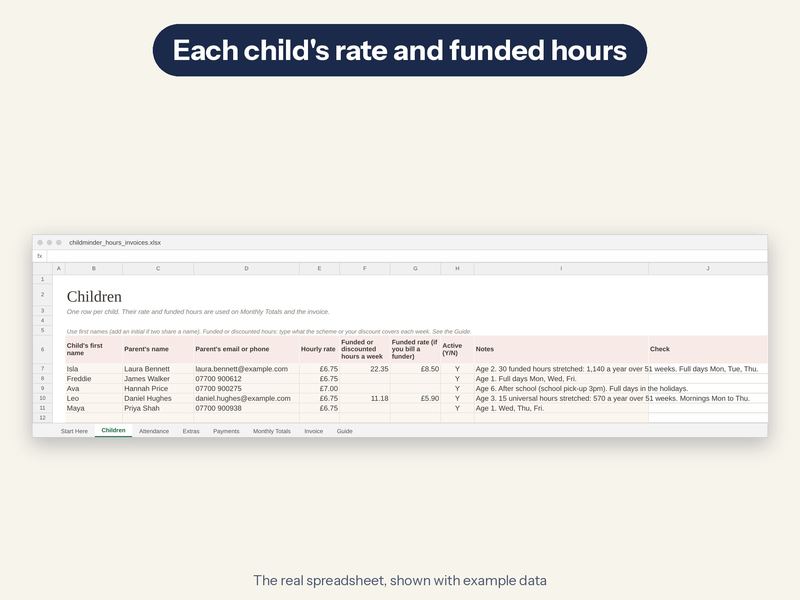 Each child's rate and funded hours
childminder_hours_invoices.xlsx
fx
A B C D E F G H I J
1
2 Children
3 One row per child. Their rate and funded hours are used on Monthly Totals and the invoice.
4
5 Use first names (add an initial if two share a name). Funded or discounted hours: type what the scheme or your discount covers each week. See the Guide.
6 Child's first name Parent's name Parent's email or phone Hourly rate Funded or discounted hours a week Funded rate (if you bill a funder) Active (Y/N) Notes Check
7 Isla Laura Bennett laura.bennett@example.com £6.75 22.35 £8.50 Y Age 2. 30 funded hours stretched: 1,140 a year over 51 weeks. Full days Mon, Tue, Thu.
8 Freddie James Walker 07700 900612 £6.75 Y Age 1. Full days Mon, Wed, Fri.
9 Ava Hannah Price 07700 900275 £7.00 Y Age 6. After school (school pick-up 3pm). Full days in the holidays.
10 Leo Daniel Hughes daniel.hughes@example.com £6.75 11.18 £5.90 Y Age 3. 15 universal hours stretched: 570 a year over 51 weeks. Mornings Mon to Thu.
11 Maya Priya Shah 07700 900938 £6.75 Y Age 1. Wed, Thu, Fri.
12
Start Here Children Attendance Extras Payments Monthly Totals Invoice Guide
The real spreadsheet, shown with example data